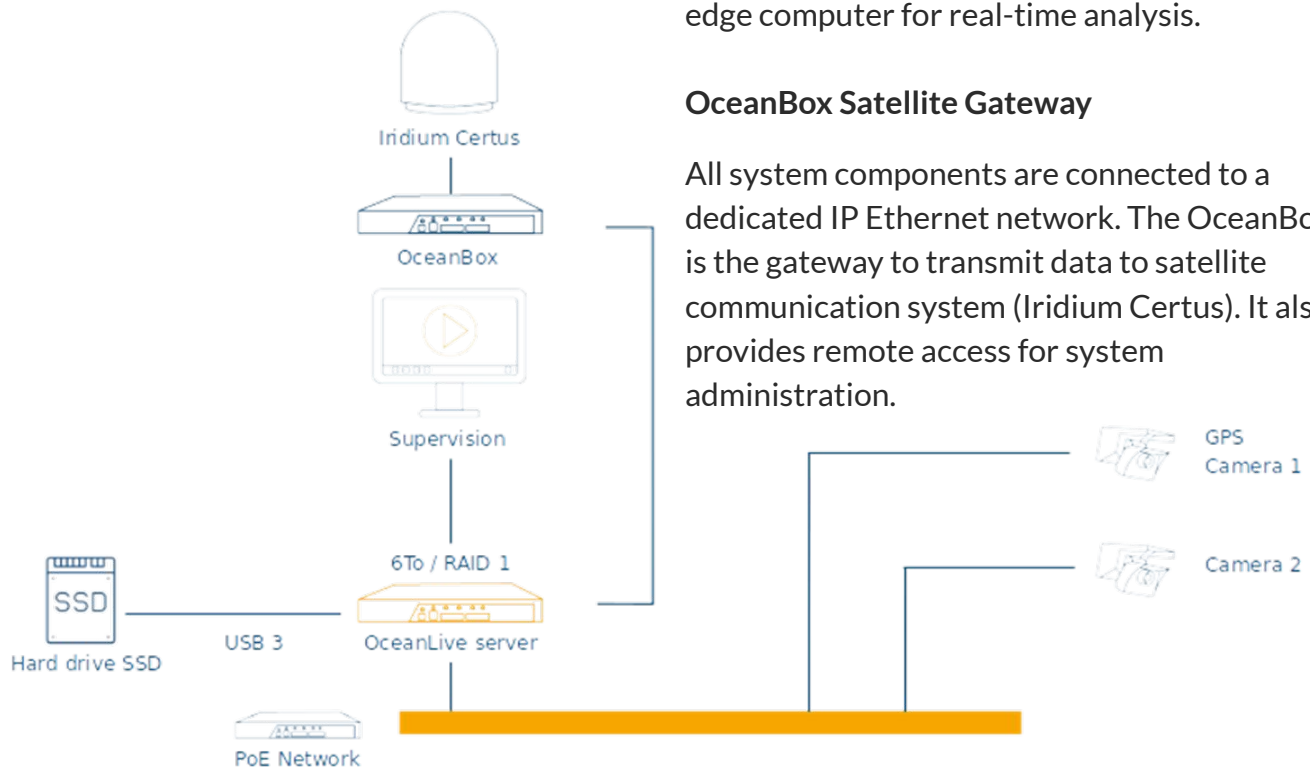 edge computer for real-time analysis.
OceanBox Satellite Gateway
All system components are connected to a
dedicated IP Ethernet network. The OceanBo
is the gateway to transmit data to satellite
communication system (Iridium Certus). It als
provides remote access for system
administration.
Iridium Certus
OceanBox
Supervision
6To / RAID 1
OceanLive server
SSD
Hard drive SSD
USB 3
PoE Network
GPS
Camera 1
Camera 2